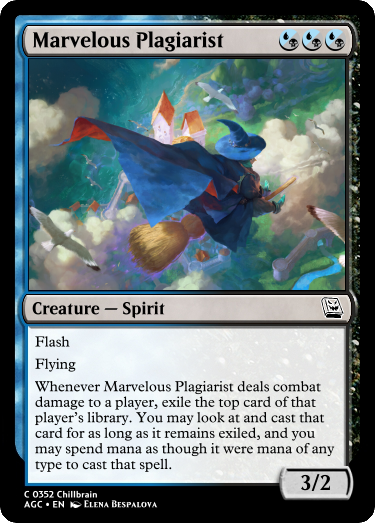 Marvelous Plagiarist
Creature — Spirit
Flash
Flying
Whenever Marvelous Plagiarist deals combat
damage to a player, exile the top card of that
player's library. You may look at and cast that
card for as long as it remains exiled, and you
may spend mana as though it were mana of any
type to cast that spell.
3/2
C 0352 Chillbrain
AGC • EN Elena Bespalova